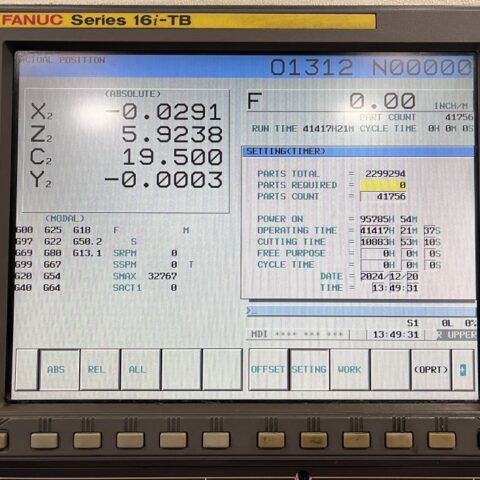 FANUC Series 16i-TB
ACTUAL POSITION
O1312 N00000
(ABSOLUTE)
X2 -0.0291
Z2 5.9238
C2 19.500
Y2 -0.0003
F 0.00 INCH/M
PART COUNT 41756
RUN TIME 41417H21M CYCLE TIME 0H 0M 0S
(MODAL)
G00 G25 G18 F M
G97 G22 G50.2 S
G69 G80 G13.1 SRPM 0
G99 G67 SSPM 0 T
G20 G54 SMAX 32767
G40 G64 SACT1 0
SETTING(TIMER)
PARTS TOTAL = 2299294
PARTS REQUIRED = 0
PARTS COUNT = 41756
POWER ON = 95785H 54M
OPERATING TIME = 41417H 21M 37S
CUTTING TIME = 10883H 53M 10S
FREE PURPOSE = 0H 0M 0S
CYCLE TIME = 0H 0M 0S
DATE = 2024/12/20
TIME = 13:49:31
>_
S1 0L 0%
MDI **** *** *** 13:49:31 R UPPER
ABS REL ALL
OFFSET SETING WORK (OPRT) +